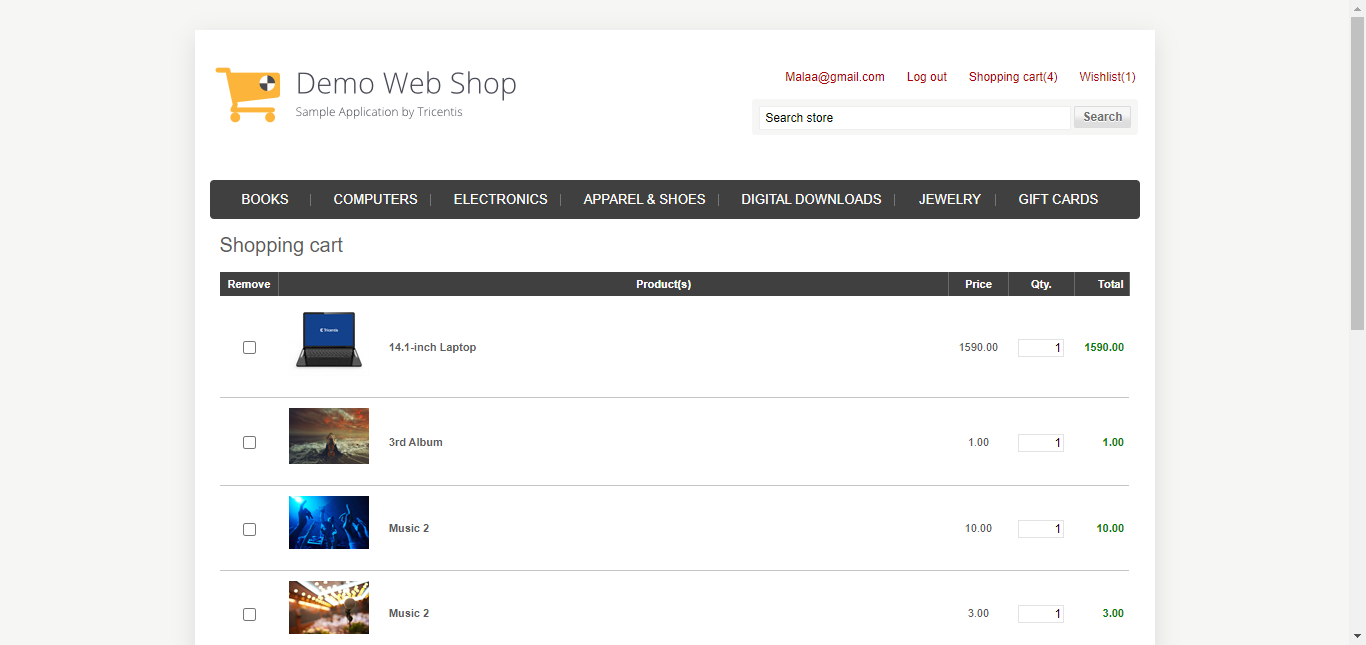 Demo Web Shop
Sample Application by Tricentis
Malaa@gmail.com Log out Shopping cart(4) Wishlist(1)
Search store Search
BOOKS COMPUTERS ELECTRONICS APPAREL & SHOES DIGITAL DOWNLOADS JEWELRY GIFT CARDS
Shopping cart
Remove Product(s) Price Qty. Total
Tricentis
14.1-inch Laptop 1590.00 1 1590.00
3rd Album 1.00 1 1.00
Music 2 10.00 1 10.00
Music 2 3.00 1 3.00